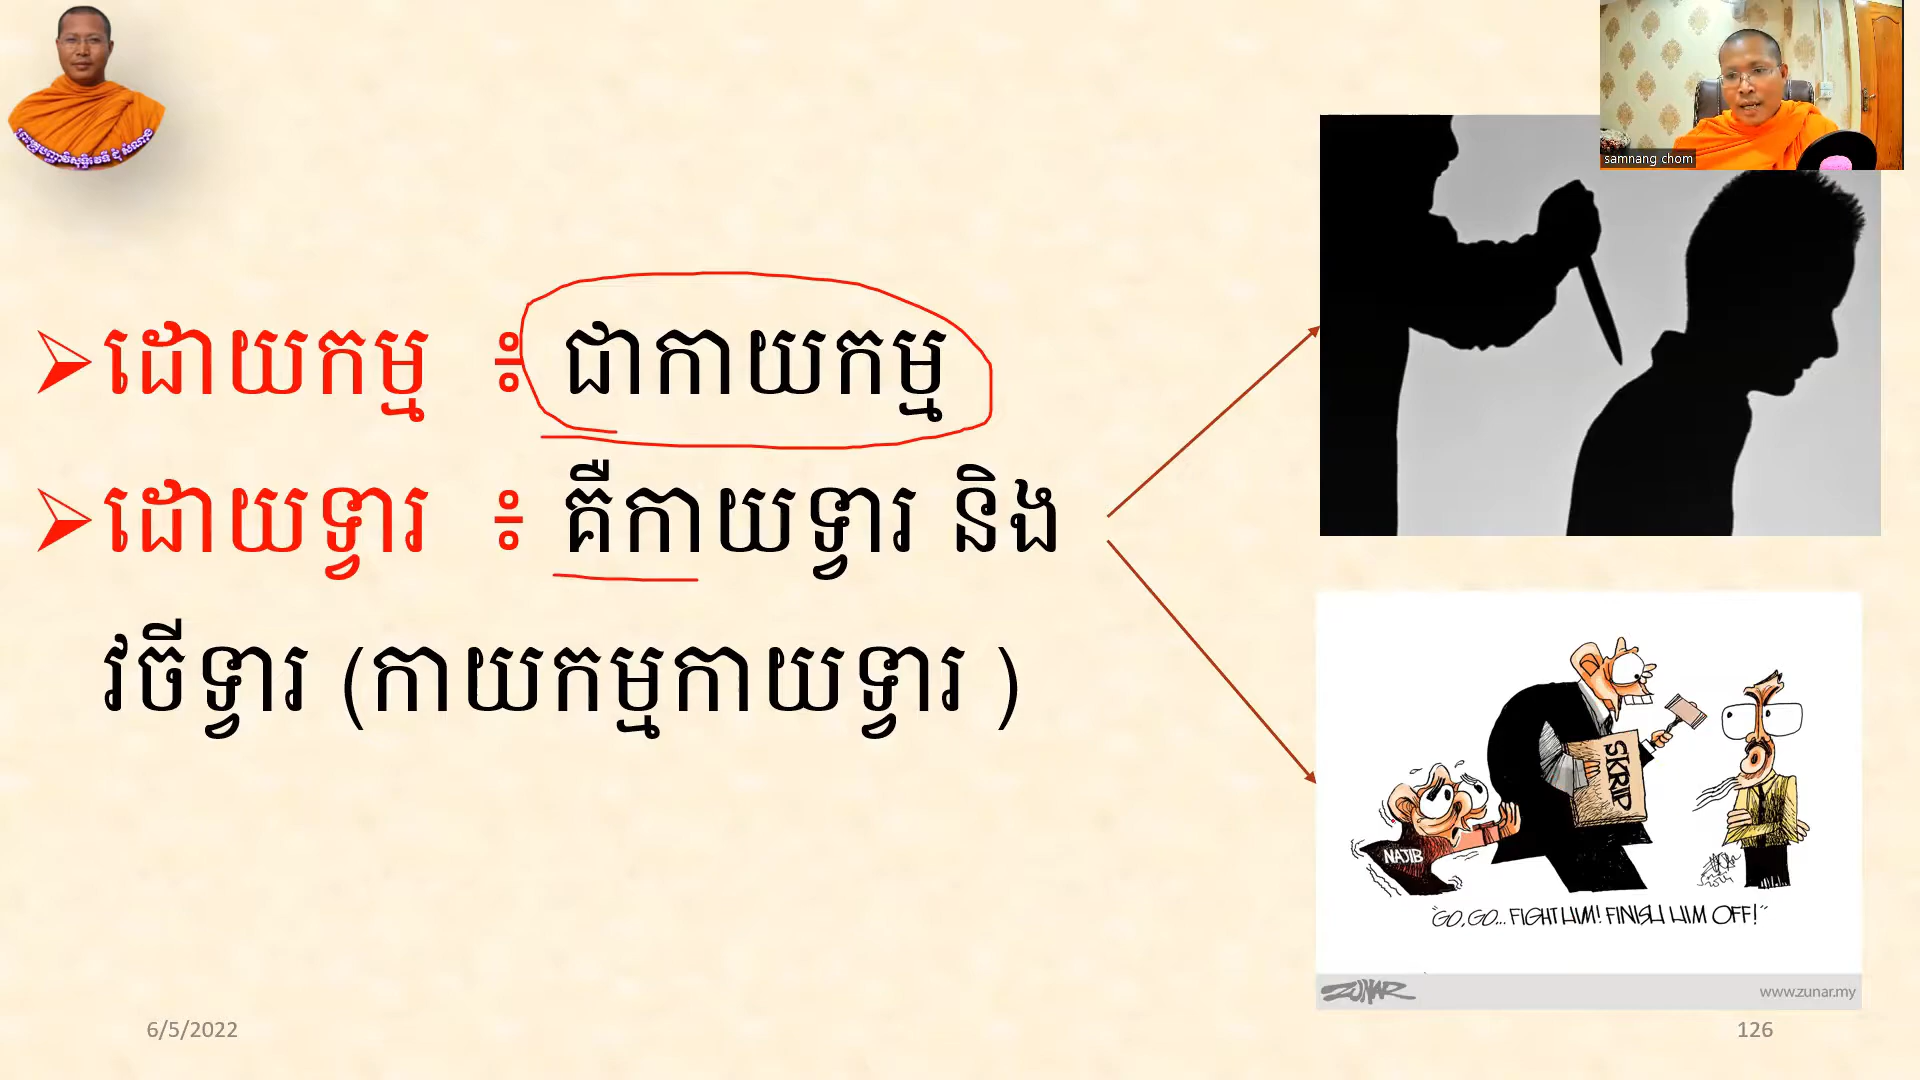 samnang chom
ដោយកម្ម ៖ ជាកាយកម្ម
ដោយទ្វារ ៖ គឺកាយទ្វារ និង
វចីទ្វារ (កាយកម្មកាយទ្វារ )
SKRIP
NAJIB
"GO, GO... FIGHT HIM! FINISH HIM OFF!"
ZUNAR
www.zunar.my
6/5/2022
126